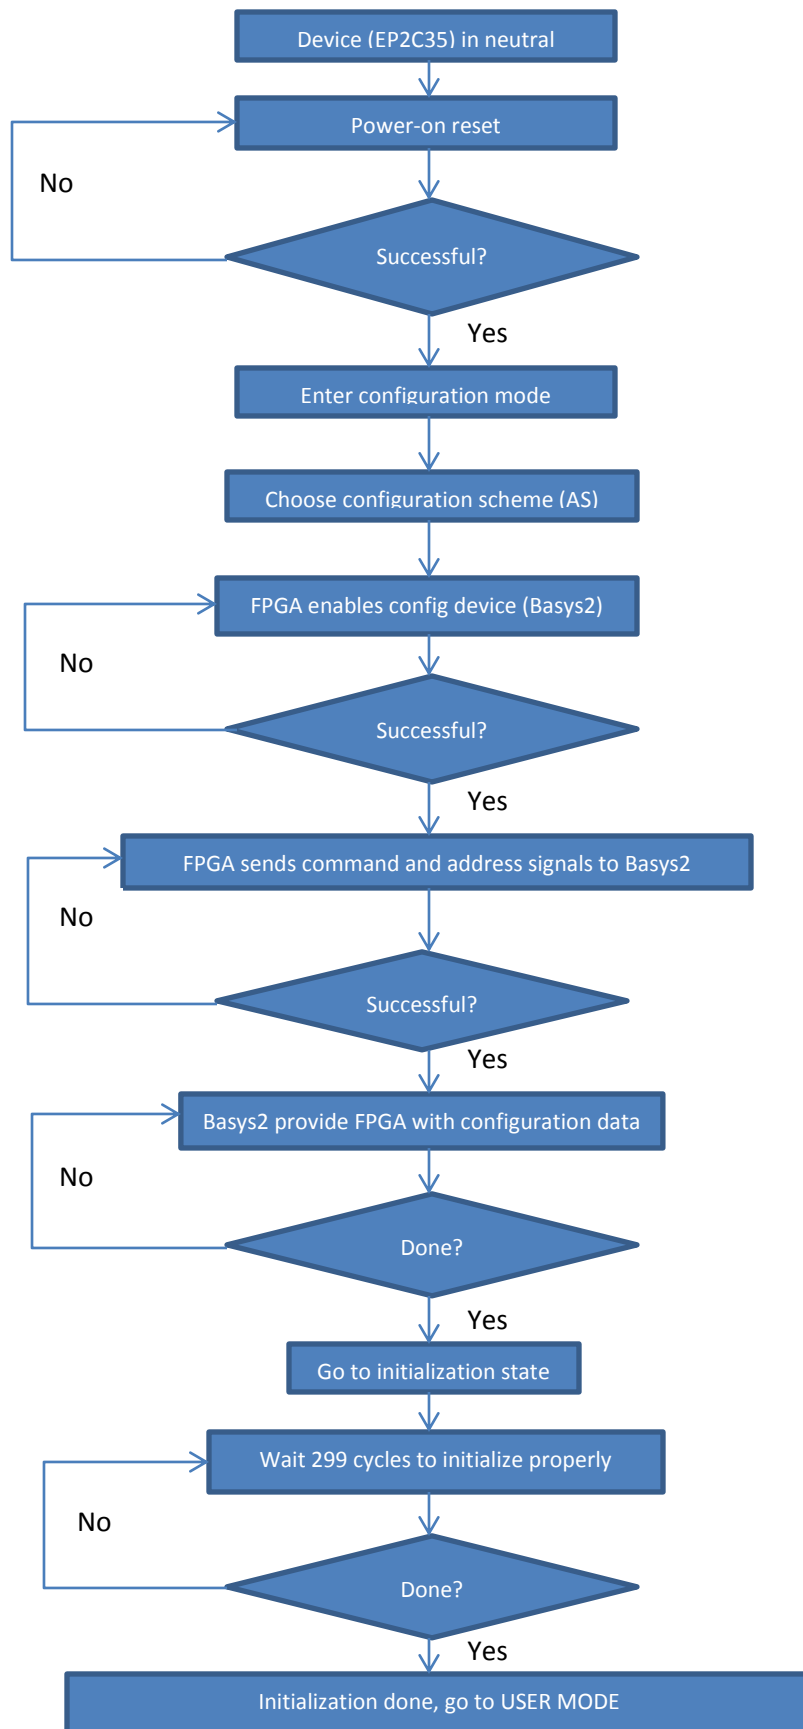 Device (EP2C35) in neutral
Power-on reset
No
Successful?
Yes
Enter configuration mode
Choose configuration scheme (AS)
FPGA enables config device (Basys2)
No
Successful?
Yes
FPGA sends command and address signals to Basys2
No
Successful?
Yes
Basys2 provide FPGA with configuration data
No
Done?
Yes
Go to initialization state
Wait 299 cycles to initialize properly
No
Done?
Yes
Initialization done, go to USER MODE